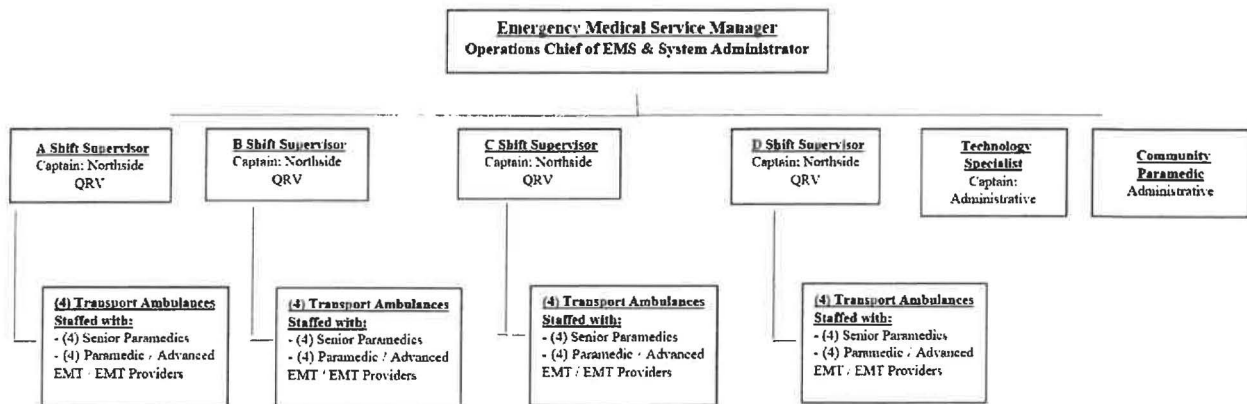 Emergency Medical Service Manager
Operations Chief of EMS & System Administrator
A Shift Supervisor
Captain: Northside
QRV
B Shift Supervisor
Captain: Northside
QRV
C Shift Supervisor
Captain: Northside
QRV
D Shift Supervisor
Captain: Northside
QRV
Technology
Specialist
Captain:
Administrative
Community
Paramedic
Administrative
(4) Transport Ambulances
Staffed with:
- (4) Senior Paramedics
- (4) Paramedic / Advanced
EMT / EMT Providers
(4) Transport Ambulances
Staffed with:
- (4) Senior Paramedics
- (4) Paramedic / Advanced
EMT / EMT Providers
(4) Transport Ambulances
Staffed with:
- (4) Senior Paramedics
- (4) Paramedic / Advanced
EMT / EMT Providers
(4) Transport Ambulances
Staffed with:
- (4) Senior Paramedics
- (4) Paramedic / Advanced
EMT / EMT Providers